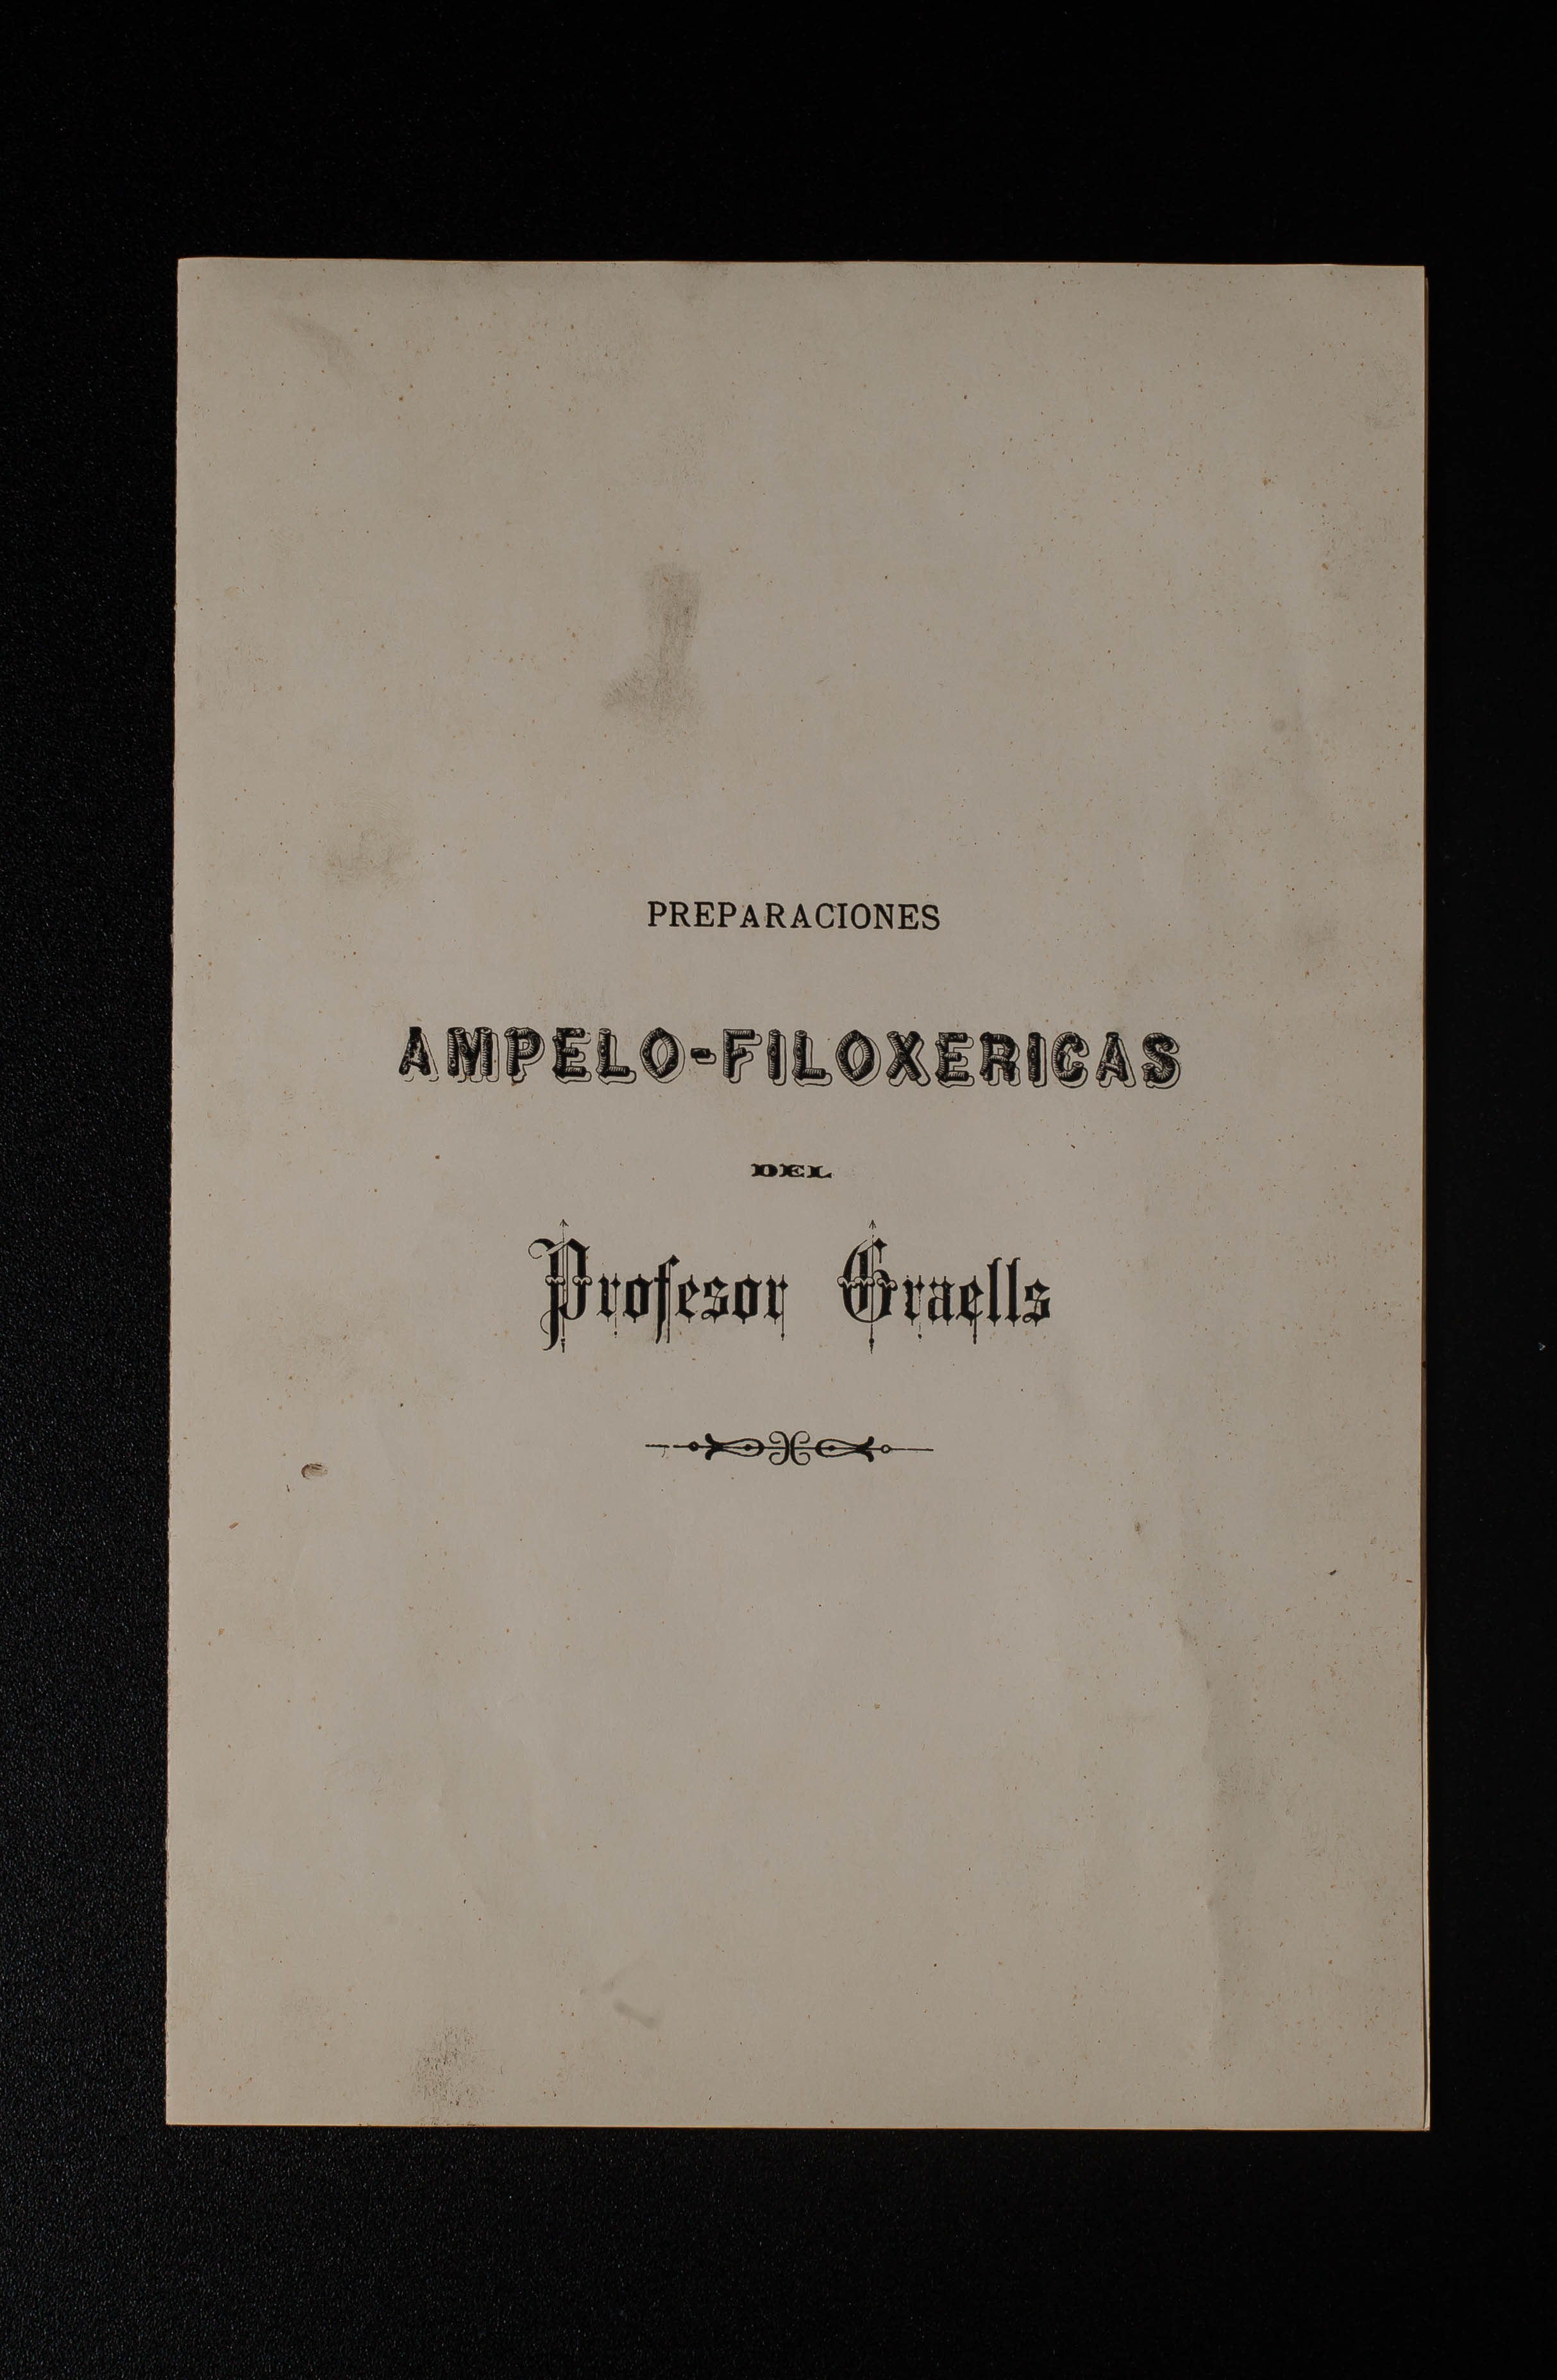 PREPARACIONES
AMPELO-FILOXERICAS
DEL
Profesor Graells